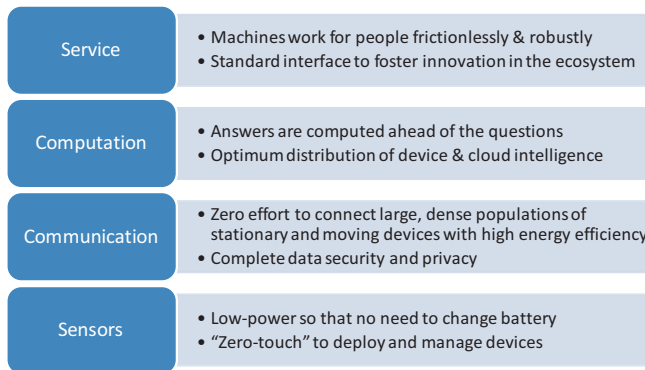 Service
• Machines work for people frictionlessly & robustly
• Standard interface to foster innovation in the ecosystem
Computation
• Answers are computed ahead of the questions
• Optimum distribution of device & cloud intelligence
Communication
• Zero effort to connect large, dense populations of
stationary and moving devices with high energy efficiency
• Complete data security and privacy
Sensors
• Low-power so that no need to change battery
• “Zero-touch” to deploy and manage devices